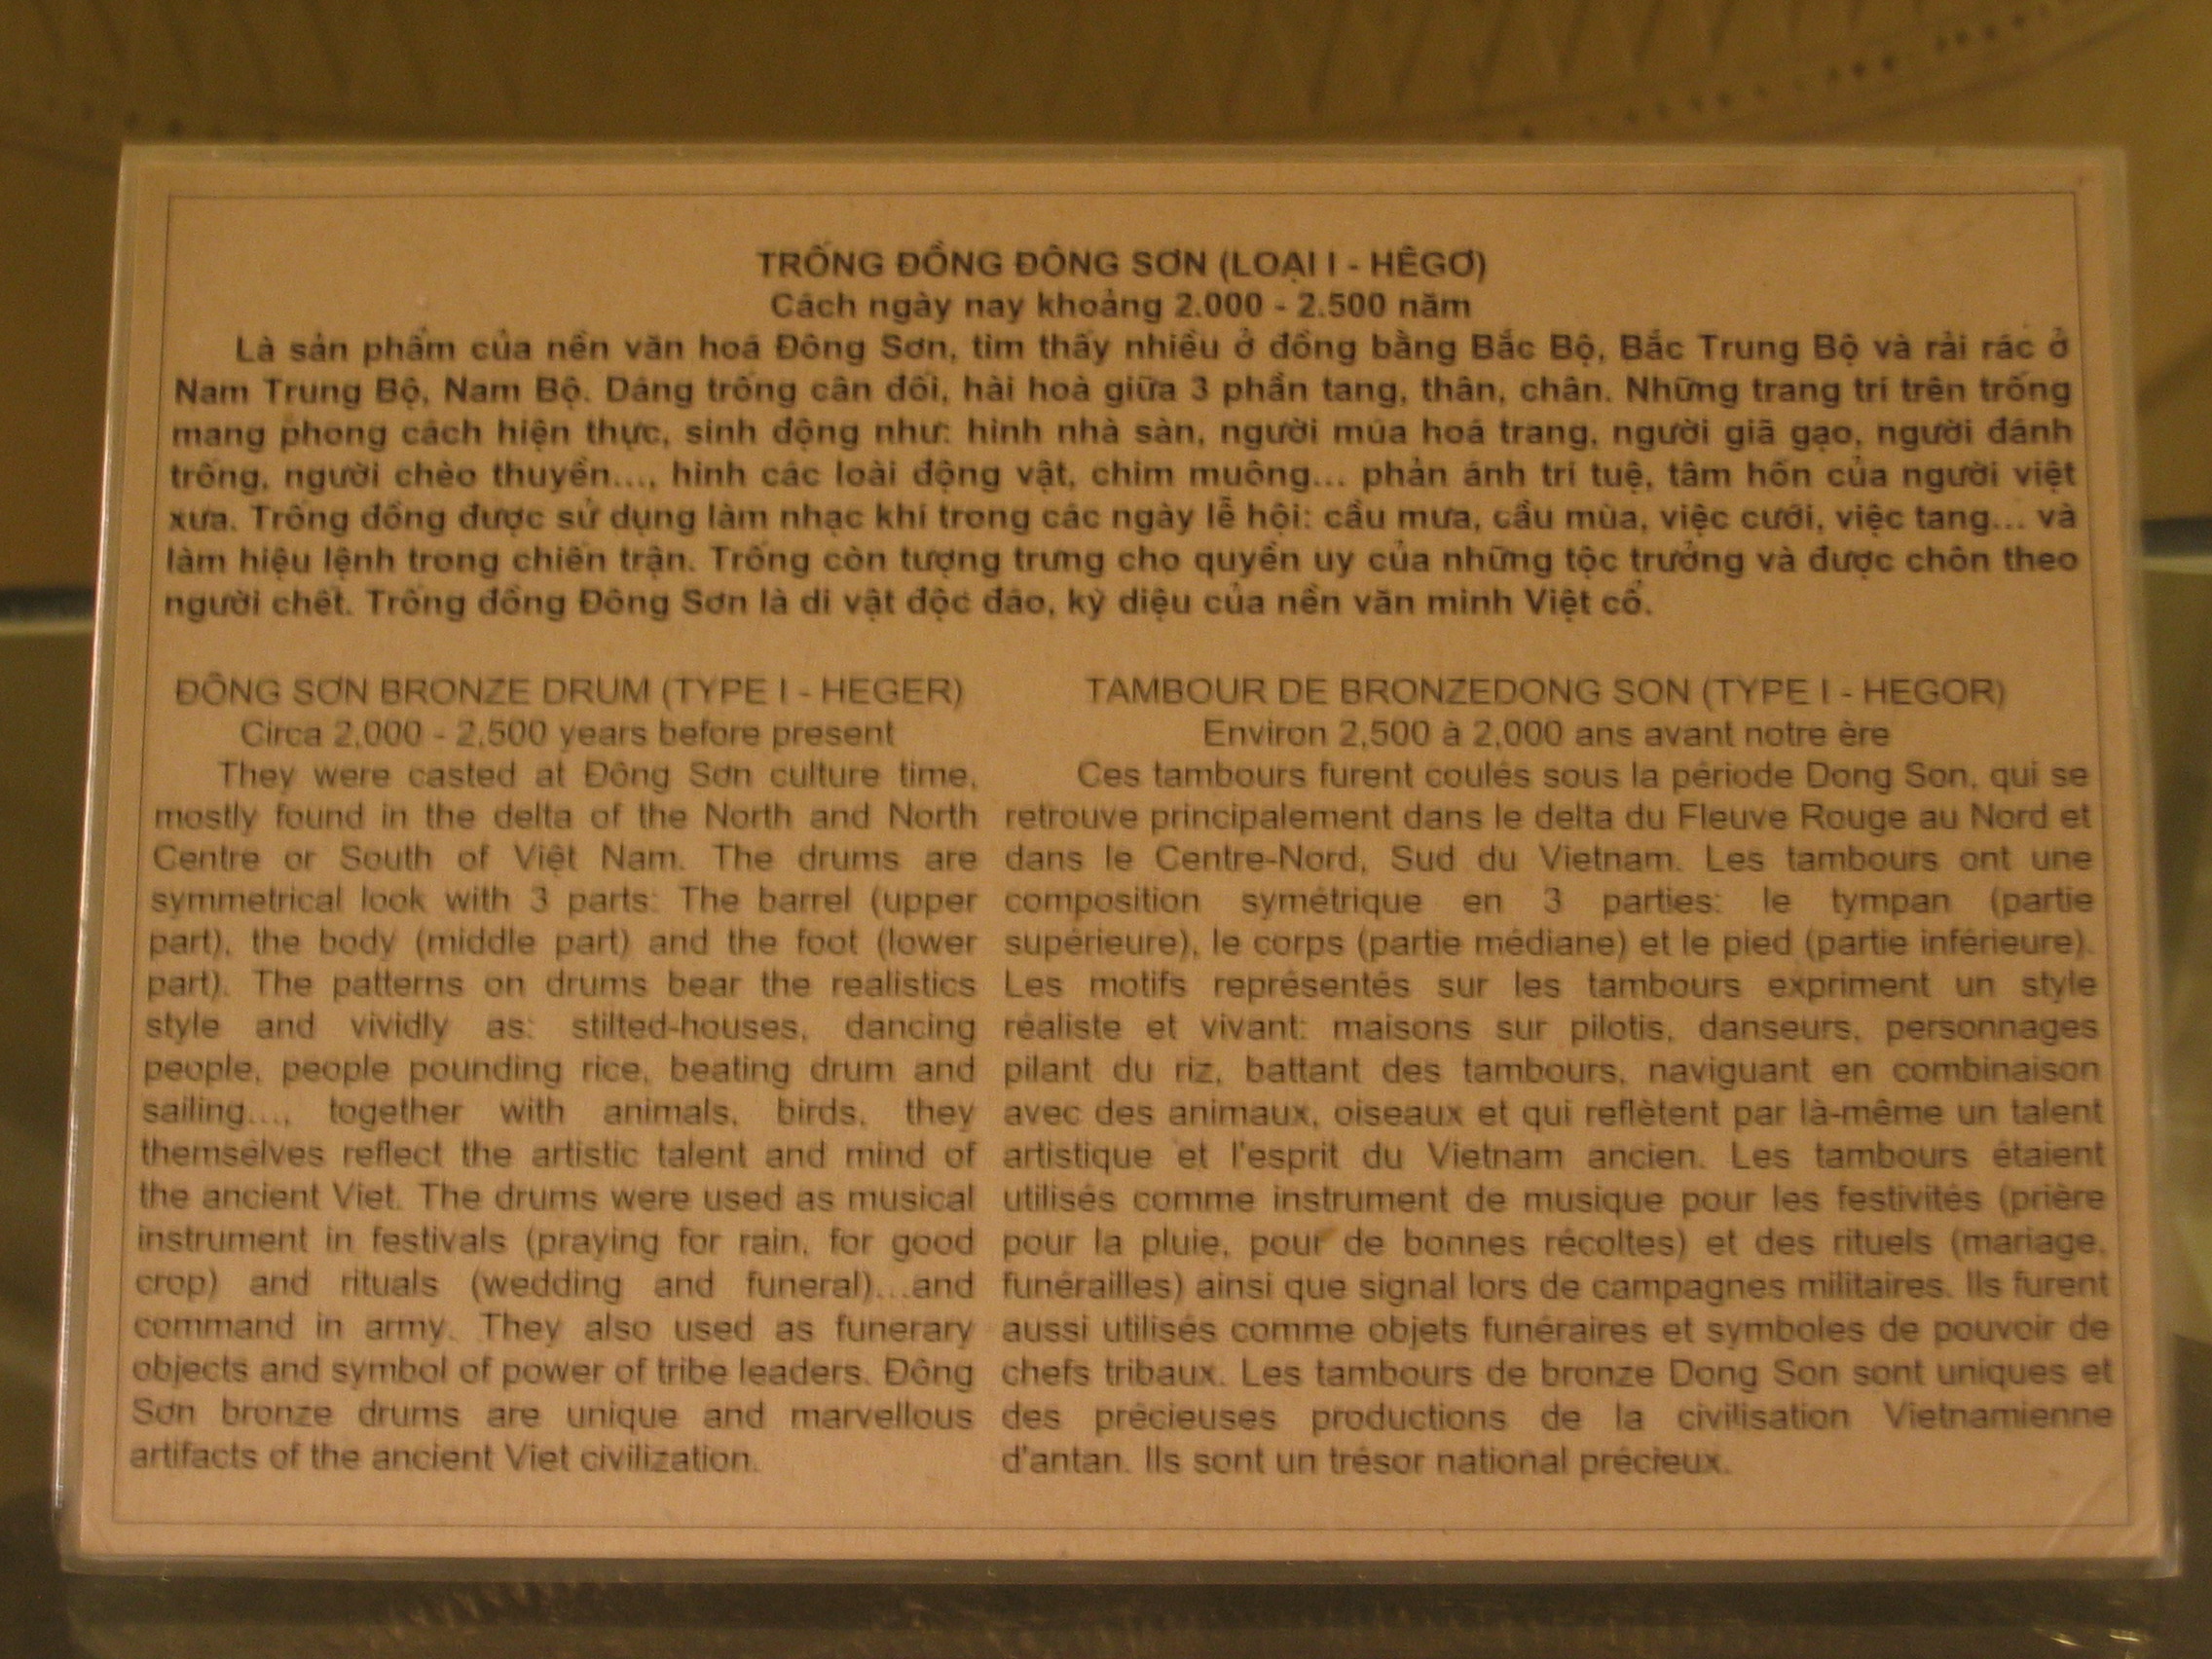 TRỐNG ĐỒNG ĐÔNG SƠN (LOẠI I - HÊGƠ)
Cách ngày nay khoảng 2.000 - 2.500 năm
Là sản phẩm của nền văn hoá Đông Sơn, tìm thấy nhiều ở đồng bằng Bắc Bộ, Bắc Trung Bộ và rải rác ở
Nam Trung Bộ, Nam Bộ. Dáng trống cân đối, hài hoà giữa 3 phần tang, thân, chân. Những trang trí trên trống
mang phong cách hiện thực, sinh động như: hình nhà sàn, người múa hoá trang, người giã gạo, người đánh
trống, người chèo thuyền..., hình các loài động vật, chim muông... phản ánh trí tuệ, tâm hồn của người việt
xưa. Trống đồng được sử dụng làm nhạc khí trong các ngày lễ hội: cầu mưa, cầu mùa, việc cưới, việc tang... và
làm hiệu lệnh trong chiến trận. Trống còn tượng trưng cho quyền uy của những tộc trưởng và được chôn theo
người chết. Trống đồng Đông Sơn là di vật độc đáo, kỳ diệu của nền văn minh Việt cổ.
ĐÔNG SƠN BRONZE DRUM (TYPE I - HEGER)
Circa 2,000 - 2,500 years before present
They were casted at Đông Sơn culture time,
mostly found in the delta of the North and North
Centre or South of Việt Nam. The drums are
symmetrical look with 3 parts: The barrel (upper
part), the body (middle part) and the foot (lower
part). The patterns on drums bear the realistics
style and vividly as: stilted-houses, dancing
people, people pounding rice, beating drum and
sailing..., together with animals, birds, they
themselves reflect the artistic talent and mind of
the ancient Viet. The drums were used as musical
instrument in festivals (praying for rain, for good
crop) and rituals (wedding and funeral)...and
command in army. They also used as funerary
objects and symbol of power of tribe leaders. Đông
Sơn bronze drums are unique and marvellous
artifacts of the ancient Viet civilization.
TAMBOUR DE BRONZEDONG SON (TYPE I - HEGOR)
Environ 2,500 à 2,000 ans avant notre ère
Ces tambours furent coulés sous la période Dong Son, qui se
retrouve principalement dans le delta du Fleuve Rouge au Nord et
dans le Centre-Nord, Sud du Vietnam. Les tambours ont une
composition symétrique en 3 parties: le tympan (partie
supérieure), le corps (partie médiane) et le pied (partie inférieure).
Les motifs représentés sur les tambours expriment un style
réaliste et vivant: maisons sur pilotis, danseurs, personnages
pilant du riz, battant des tambours, naviguant en combinaison
avec des animaux, oiseaux et qui reflètent par là-même un talent
artistique et l'esprit du Vietnam ancien. Les tambours étaient
utilisés comme instrument de musique pour les festivités (prière
pour la pluie, pour de bonnes récoltes) et des rituels (mariage,
funérailles) ainsi que signal lors de campagnes militaires. Ils furent
aussi utilisés comme objets funéraires et symboles de pouvoir de
chefs tribaux. Les tambours de bronze Dong Son sont uniques et
des précieuses productions de la civilisation Vietnamienne
d'antan. Ils sont un trésor national précieux.